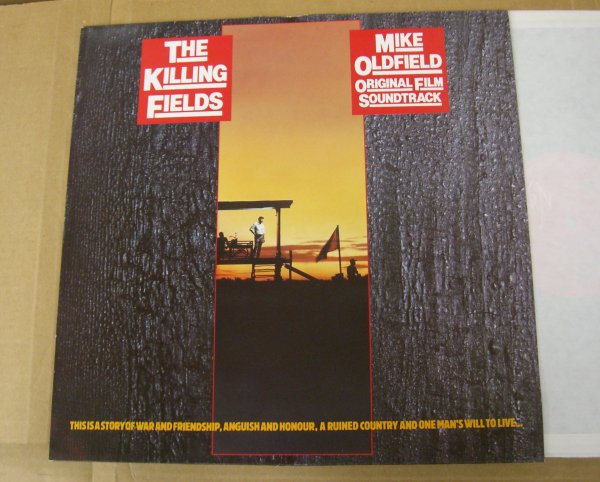 THE
KILLING
FIELDS
MIKE
OLDFIELD
ORIGINAL FILM
SOUNDTRACK
THIS IS A STORY OF WAR AND FRIENDSHIP, ANGUISH AND HONOUR, A RUINED COUNTRY AND ONE MAN'S WILL TO LIVE...